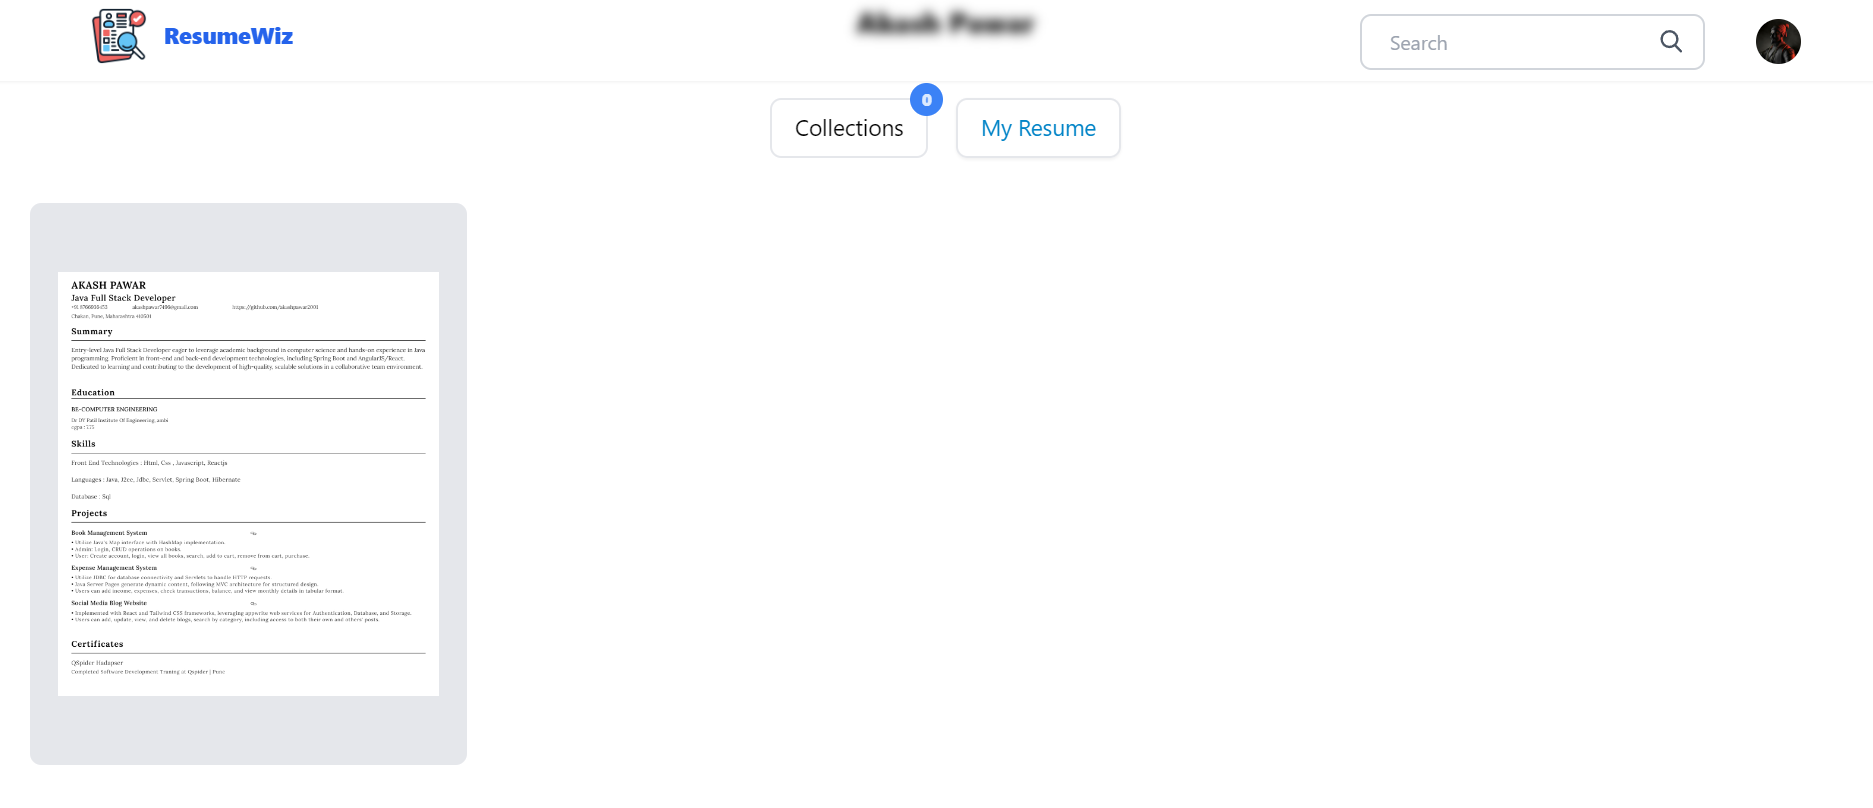 ResumeWiz
Akash Pawar
Search
Collections
0
My Resume
AKASH PAWAR
Java Full Stack Developer
akashpawar7496@gmail.com https://github.com/akashpawar2001
Chakan, Pune, Maharashtra 410501
Summary
Entry-level Java Full Stack Developer eager to leverage academic background in computer science and hands-on experience in Java
programming. Proficient in front-end and back-end development technologies, including Spring Boot and AngularJS/React.
Dedicated to learning and contributing to the development of high-quality, scalable solutions in a collaborative team environment.
Education
BE-COMPUTER ENGINEERING
Dr DY Patil Institute Of Engineering, ambi
cgpa :
Skills
Front End Technologies : Html, Css , Javascript, Reactjs
Languages : Java, J2ee, Jdbc, Servlet, Spring Boot, Hibernate
Database : Sql
Projects
Book Management System
• Utilize Java's Map interface with HashMap implementation.
• Admin: Login, CRUD operations on books.
• User: Create account, login, view all books, search, add to cart, remove from cart, purchase.
Expense Management System
• Utilize JDBC for database connectivity and Servlets to handle HTTP requests
• Java Server Pages generate dynamic content, following MVC architecture for structured design.
• Users can add income, expenses, check transactions, balance, and view monthly details in tabular format.
Social Media Blog Website
• Implemented with React and Tailwind CSS frameworks, leveraging appwrite web services for Authentication, Database, and Storage.
• Users can add, update, view, and delete blogs, search by category, including access to both their own and others' posts.
Certificates
QSpider Hadapser
Completed Software Development Traning at Qspider | Pune